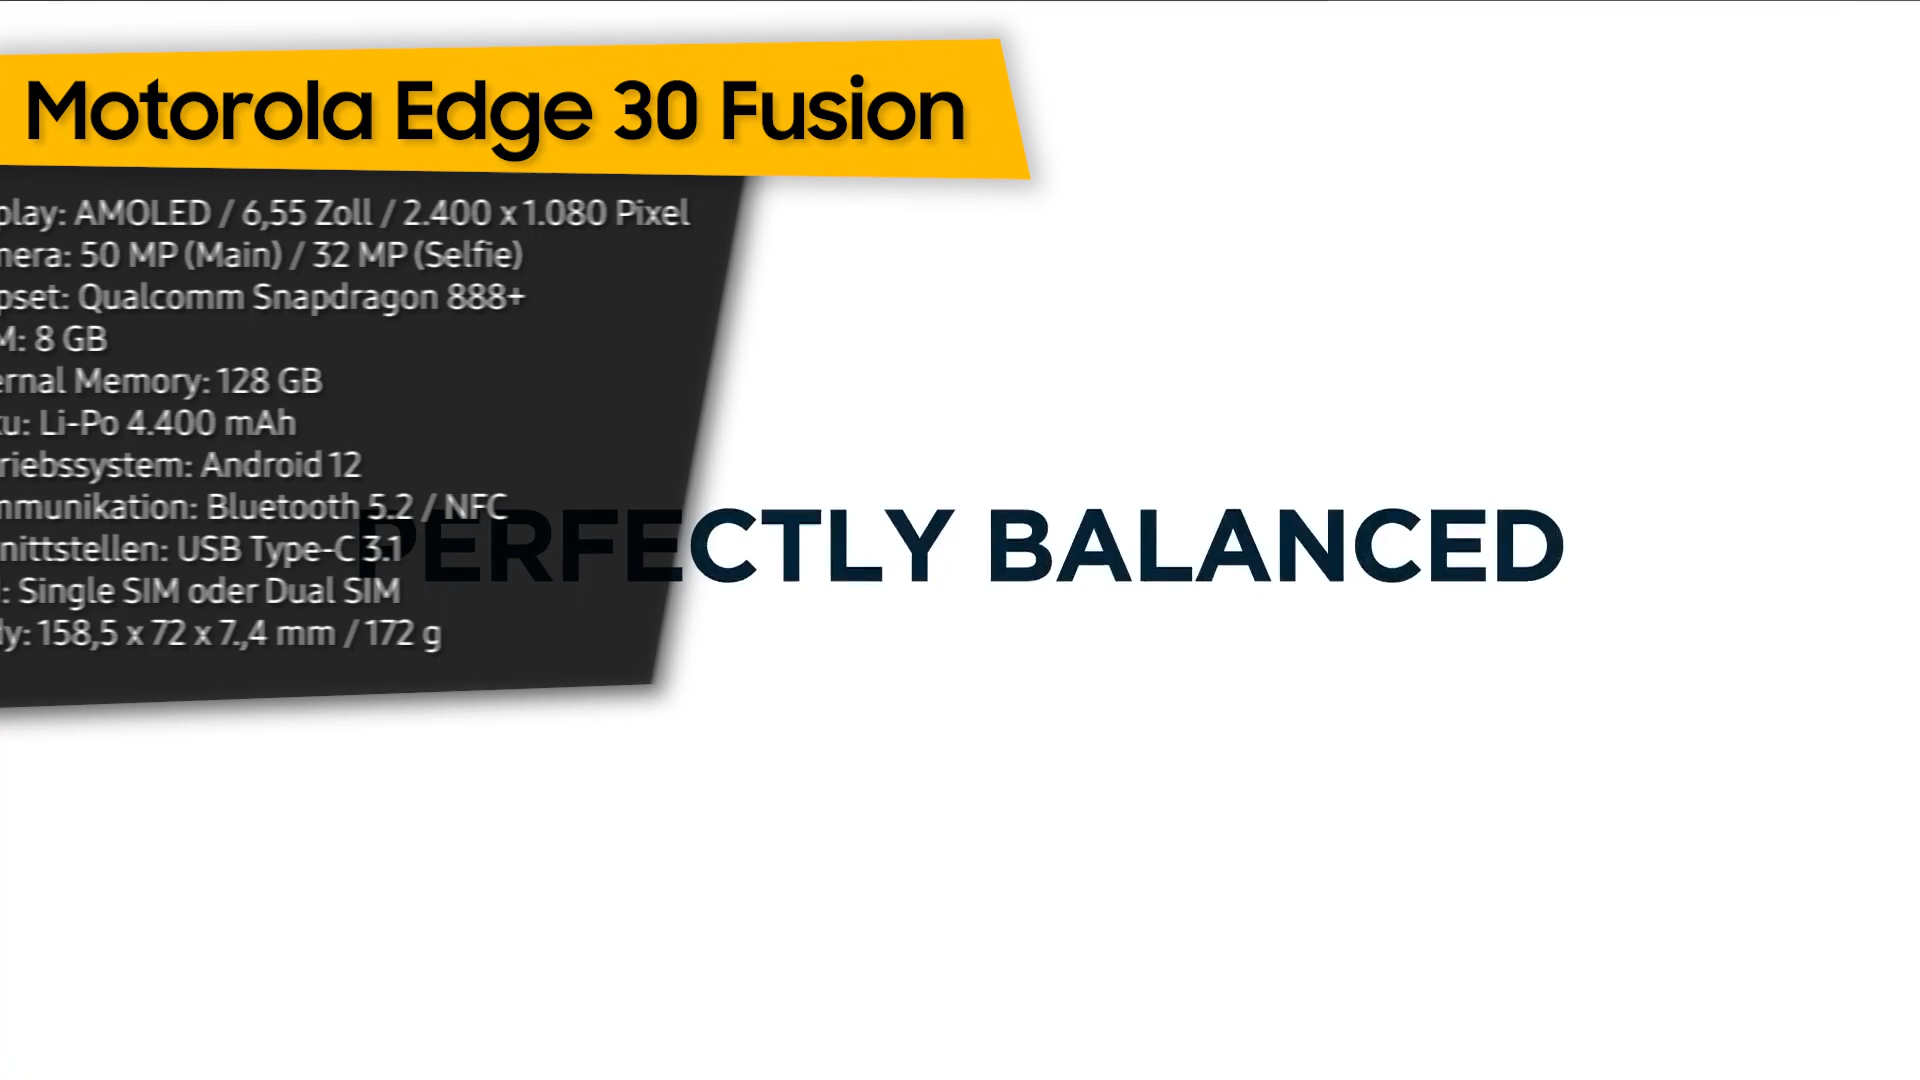 Motorola Edge 30 Fusion
play: AMOLED / 6,55 Zoll / 2.400 x 1.080 Pixel
nera: 50 MP (Main) / 32 MP (Selfie)
pset: Qualcomm Snapdragon 888+
M: 8 GB
ernal Memory: 128 GB
u: Li-Po 4.400 mAh
riebssystem: Android 12
mmunikation: Bluetooth 5.2 / NFC
nittstellen: USB Type-C 3.1
: Single SIM oder Dual SIM
dy: 158,5 x 72 x 7.,4 mm / 172 g
PERFECTLY BALANCED